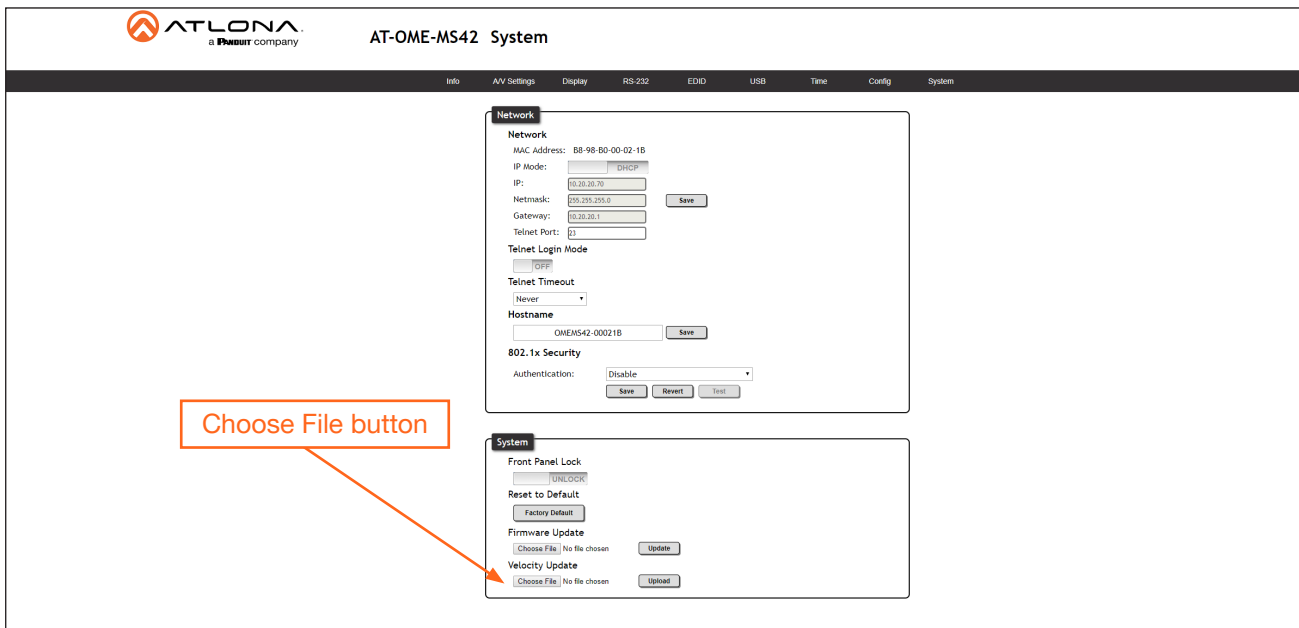 ATLONA.
a PANDUIT company
AT-OME-MS42 System
Info A/V Settings Display RS-232 EDID USB Time Config System
Network
Network
MAC Address: B8-98-B0-00-02-1B
IP Mode: DHCP
IP: 10.20.20.70
Netmask: 255.255.255.0 Save
Gateway: 10.20.20.1
Telnet Port: 23
Telnet Login Mode
OFF
Telnet Timeout
Never
Hostname
OMEMS42-00021B Save
802.1x Security
Authentication: Disable
Save Revert Test
Choose File button
System
Front Panel Lock
UNLOCK
Reset to Default
Factory Default
Firmware Update
Choose File No file chosen Update
Velocity Update
Choose File No file chosen Upload